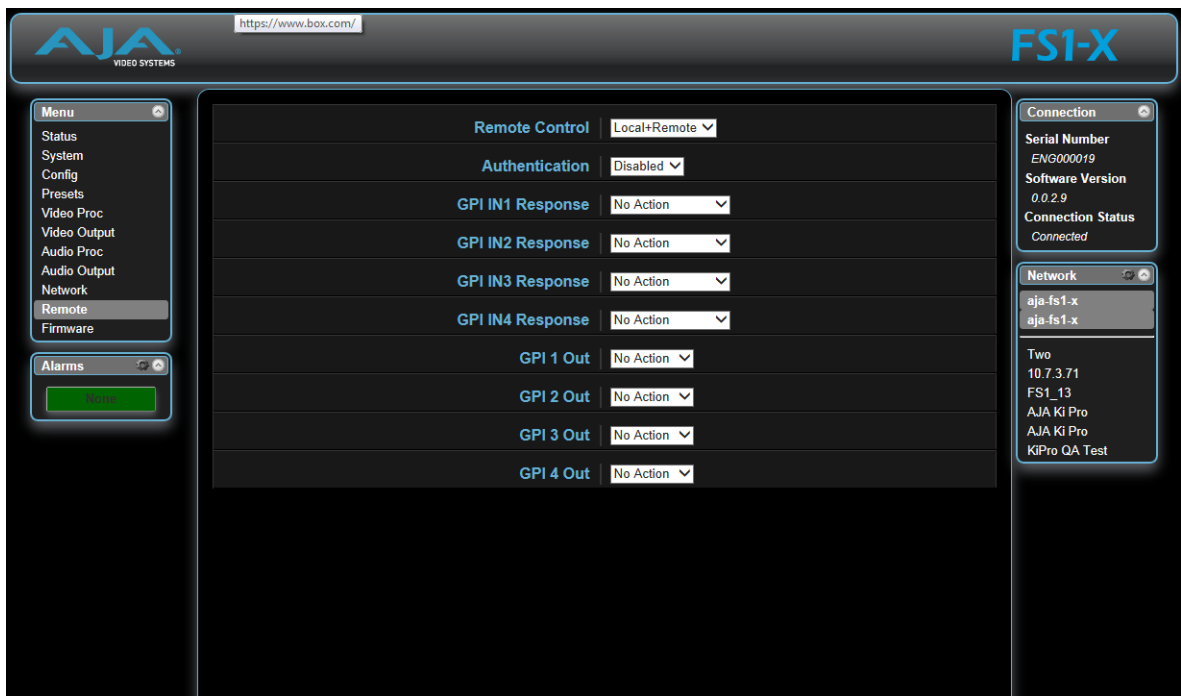 https://www.box.com/
AJA
VIDEO SYSTEMS
FS1-X
Menu
Status
System
Config
Presets
Video Proc
Video Output
Audio Proc
Audio Output
Network
Remote
Firmware
Alarms
None
Remote Control Local+Remote
Authentication Disabled
GPI IN1 Response No Action
GPI IN2 Response No Action
GPI IN3 Response No Action
GPI IN4 Response No Action
GPI 1 Out No Action
GPI 2 Out No Action
GPI 3 Out No Action
GPI 4 Out No Action
Connection
Serial Number
ENG000019
Software Version
0.0.2.9
Connection Status
Connected
Network
aja-fs1-x
aja-fs1-x
Two
10.7.3.71
FS1_13
AJA Ki Pro
AJA Ki Pro
KiPro QA Test